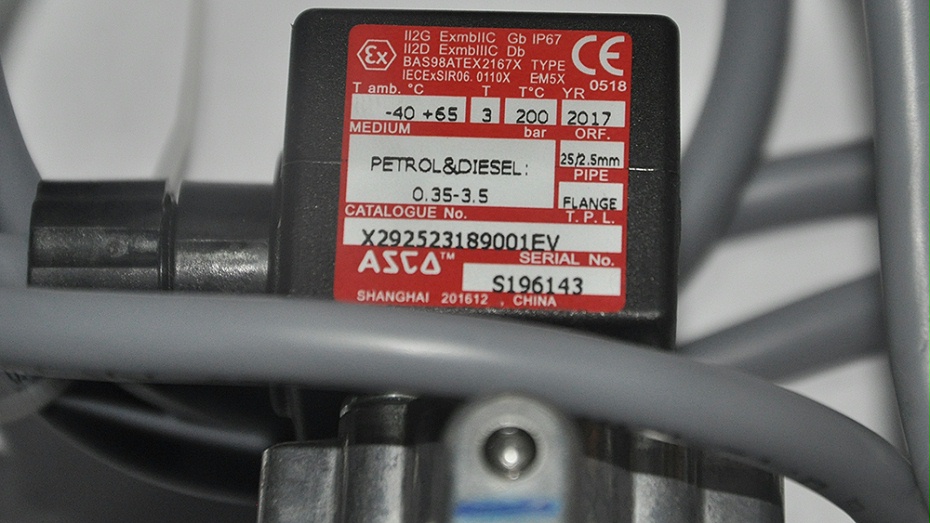 II2G ExmbIIC Gb IP67
II2D ExmbIIIC Db
BAS98ATEX2167X TYPE
IECExSIR06. 0110X EM5X
Ex
CE
0518
T amb. °C T T°C YR
-40 +65 3 200 2017
MEDIUM bar ORF.
PETROL&DIESEL:
0.35-3.5
25/2.5mm
PIPE
FLANGE
CATALOGUE No. T. P. L.
X292523189001EV
ASCO™ SERIAL No.
S196143
SHANGHAI 201612 , CHINA